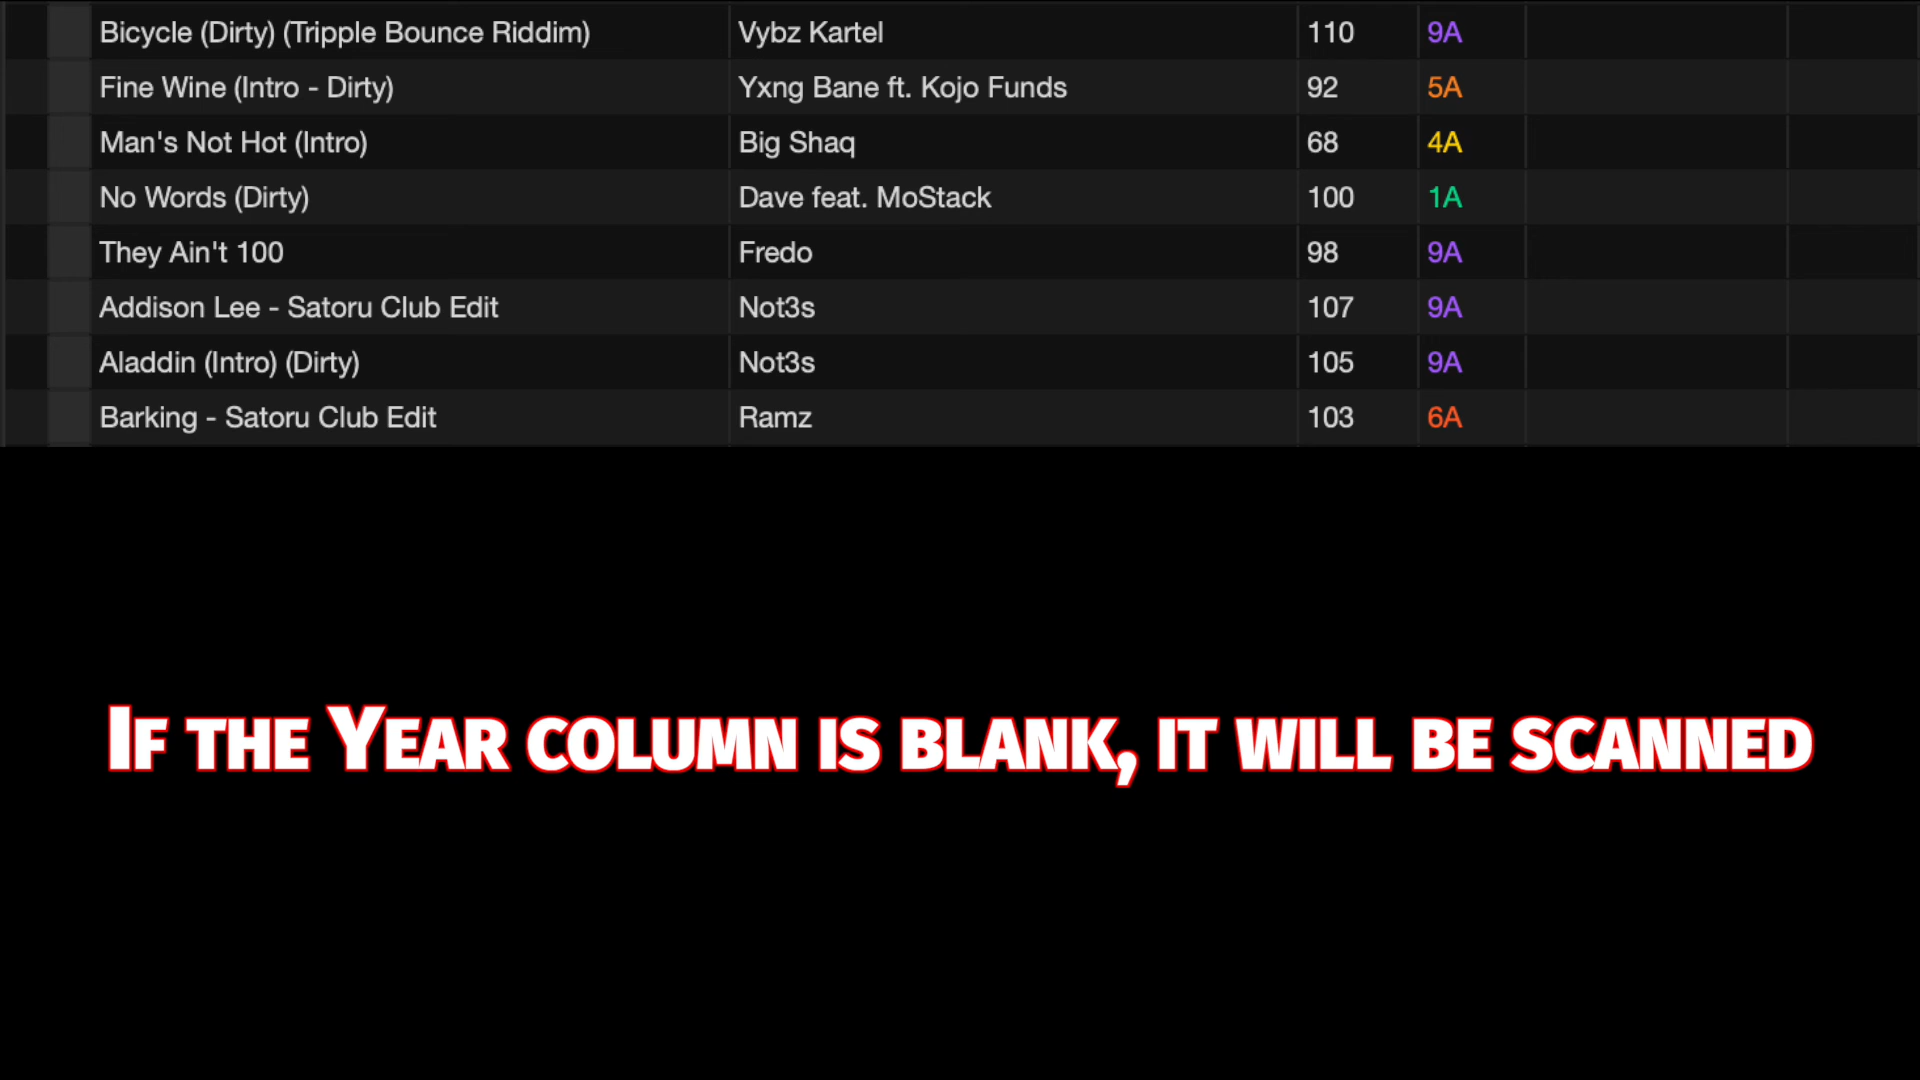 Bicycle (Dirty) (Tripple Bounce Riddim) Vybz Kartel 110 9A
Fine Wine (Intro - Dirty) Yxng Bane ft. Kojo Funds 92 5A
Man's Not Hot (Intro) Big Shaq 68 4A
No Words (Dirty) Dave feat. MoStack 100 1A
They Ain't 100 Fredo 98 9A
Addison Lee - Satoru Club Edit Not3s 107 9A
Aladdin (Intro) (Dirty) Not3s 105 9A
Barking - Satoru Club Edit Ramz 103 6A
If the Year column is blank, it will be scanned